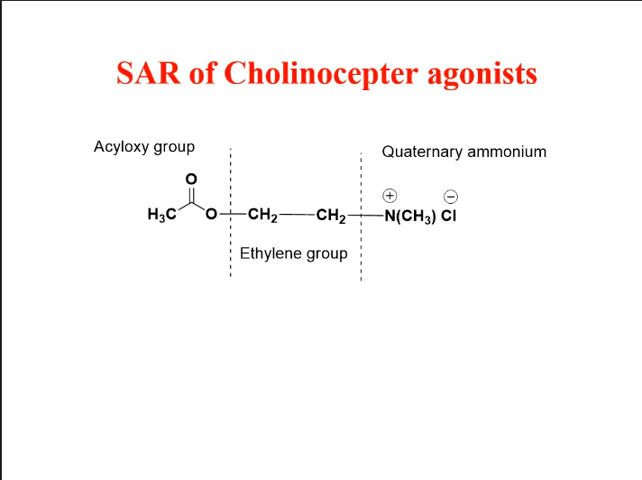 SAR of Cholinocepter agonists
Acyloxy group
Quaternary ammonium
O
H₃C O CH₂ CH₂ N(CH₃) Cl
⊕ ⊖
Ethylene group